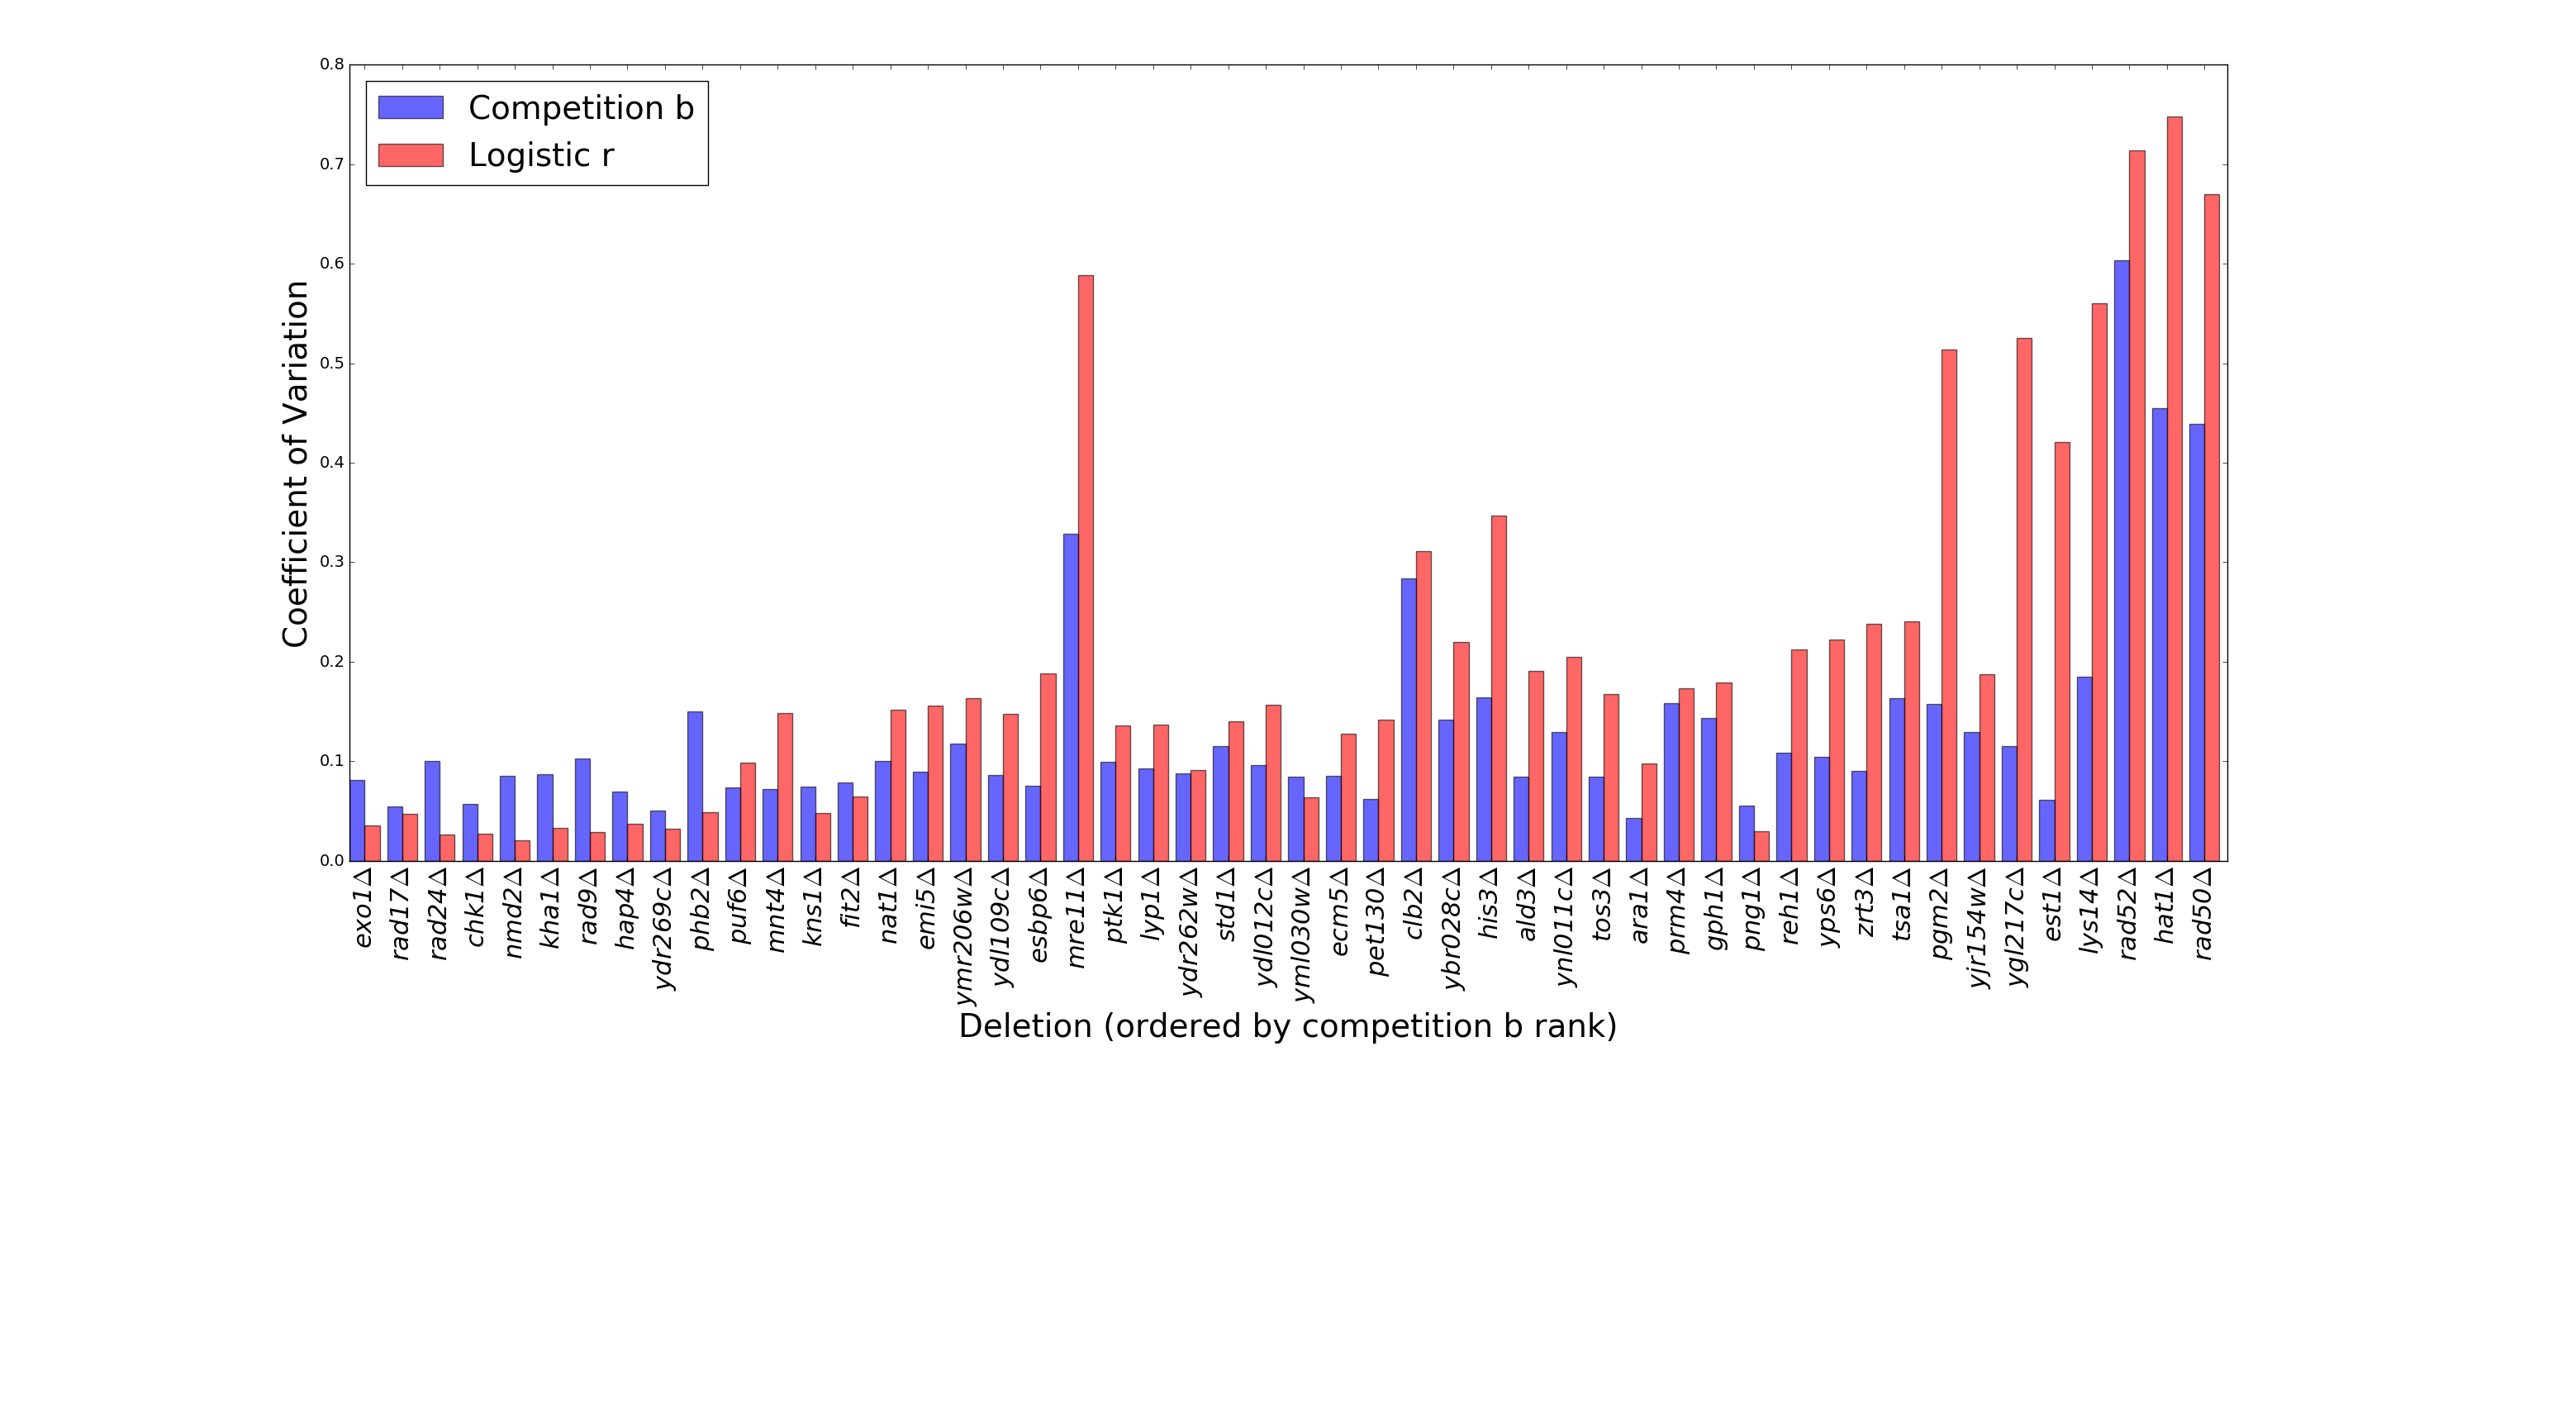 0.8
0.7
0.6
0.5
0.4
0.3
0.2
0.1
0.0
Coefficient of Variation
Competition b
Logistic r
exo1Δ
rad17Δ
rad24Δ
chk1Δ
nmd2Δ
kha1Δ
rad9Δ
hap4Δ
ydr269cΔ
phb2Δ
puf6Δ
mnt4Δ
kns1Δ
fit2Δ
nat1Δ
emi5Δ
ymr206wΔ
ydl109cΔ
esbp6Δ
mre11Δ
ptk1Δ
lyp1Δ
ydr262wΔ
std1Δ
ydl012cΔ
yml030wΔ
ecm5Δ
pet130Δ
clb2Δ
ybr028cΔ
his3Δ
ald3Δ
ynl011cΔ
tos3Δ
ara1Δ
prm4Δ
gph1Δ
png1Δ
reh1Δ
yps6Δ
zrt3Δ
tsa1Δ
pgm2Δ
yjr154wΔ
ygl217cΔ
est1Δ
lys14Δ
rad52Δ
hat1Δ
rad50Δ
Deletion (ordered by competition b rank)